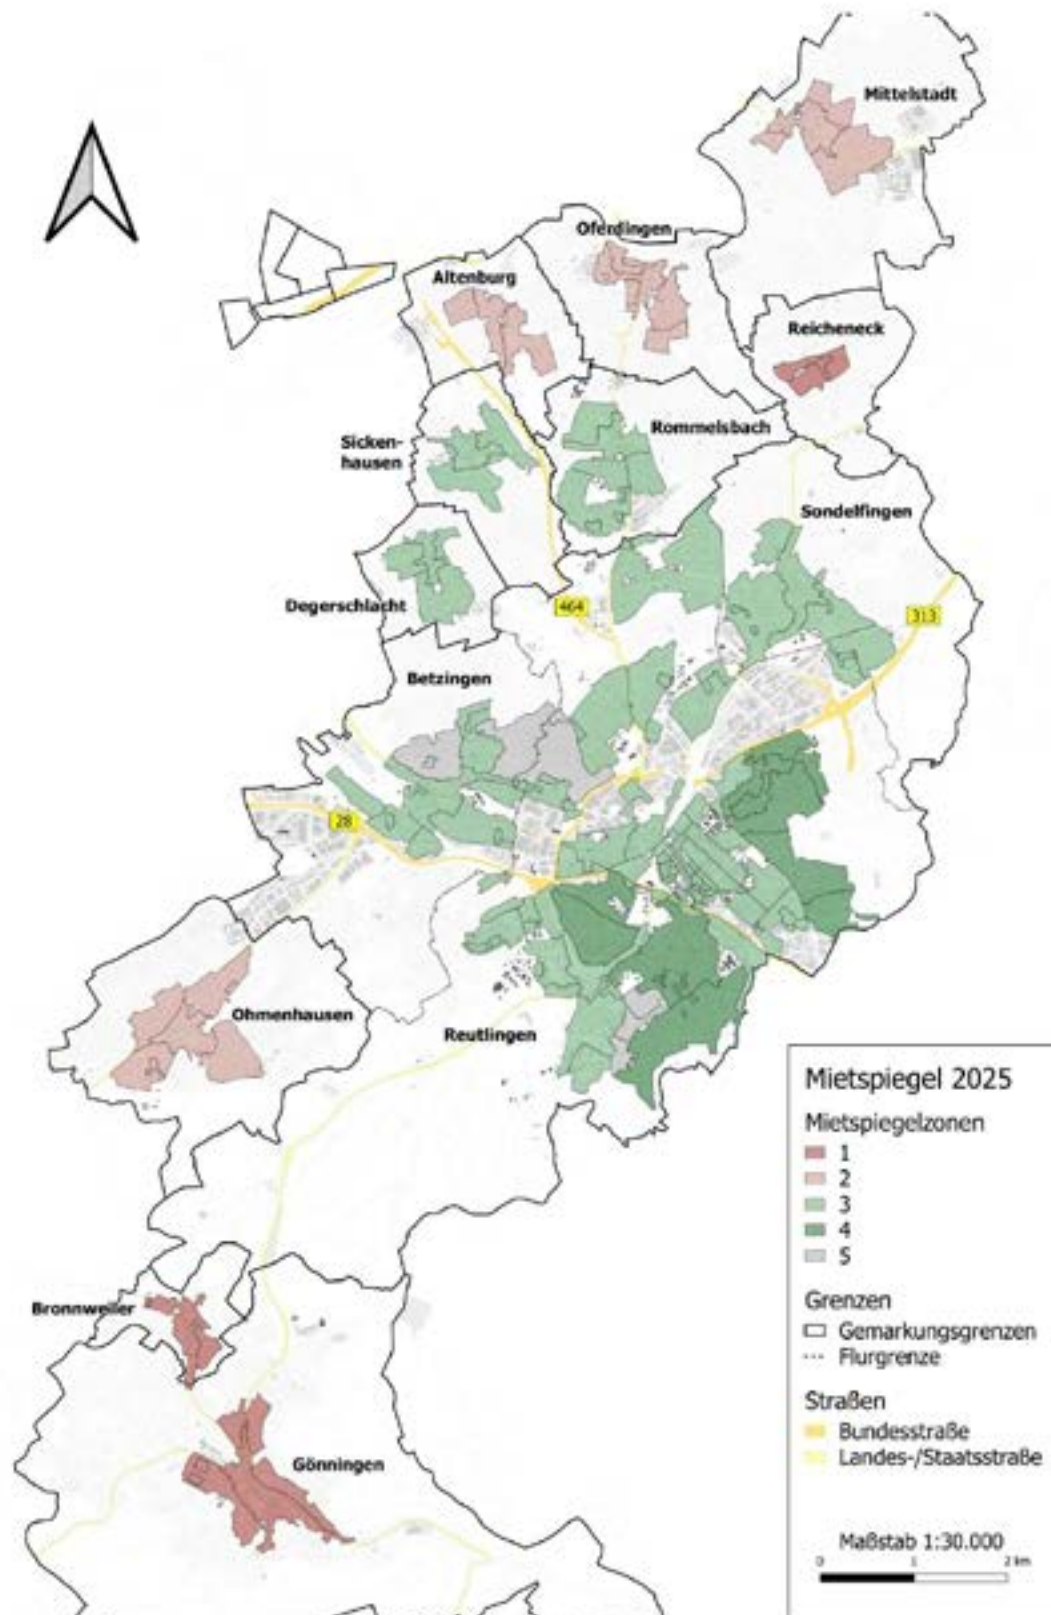 Mittelstadt
Oferdingen
Altenburg
Reicheneck
Rommelsbach
Sicken-
hausen
Sondelfingen
Degerschlacht
464
313
Betzingen
28
Ohmenhausen
Reutlingen
Mietspiegel 2025
Mietspiegelzonen
1
2
3
4
5
Grenzen
Gemarkungsgrenzen
Flurgrenze
Straßen
Bundesstraße
Landes-/Staatsstraße
Maßstab 1:30.000
0 1 2 km
Bronnweiler
Gönningen